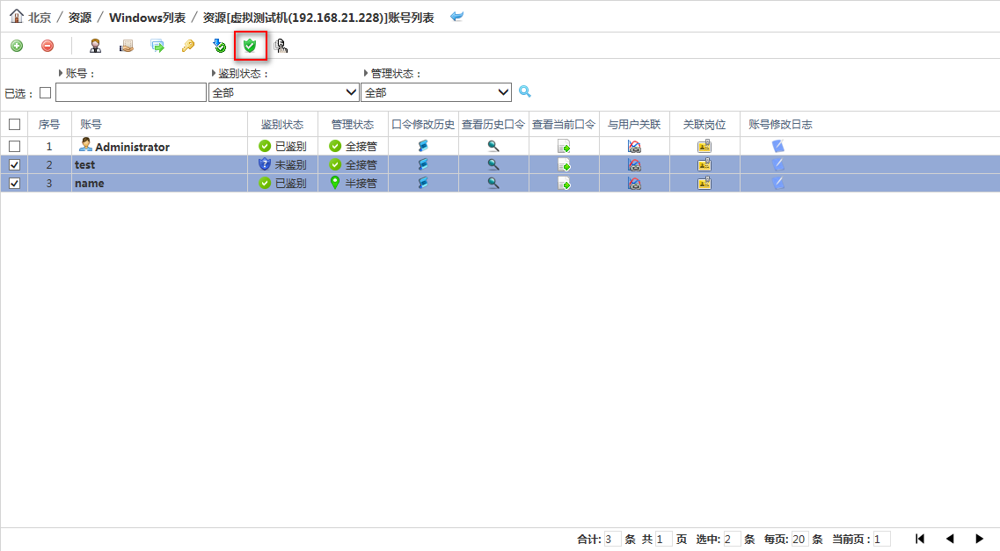 北京 / 资源 / Windows列表 / 资源[虚拟测试机(192.168.21.228)]账号列表
账号： 鉴别状态： 管理状态：
已选： 全部 全部
序号 账号 鉴别状态 管理状态 口令修改历史 查看历史口令 查看当前口令 与用户关联 关联岗位 账号修改日志
1 Administrator 已鉴别 全接管
2 test 未鉴别 全接管
3 name 已鉴别 半接管
合计: 3 条 共 1 页 选中: 2 条 每页: 20 条 当前页 : 1